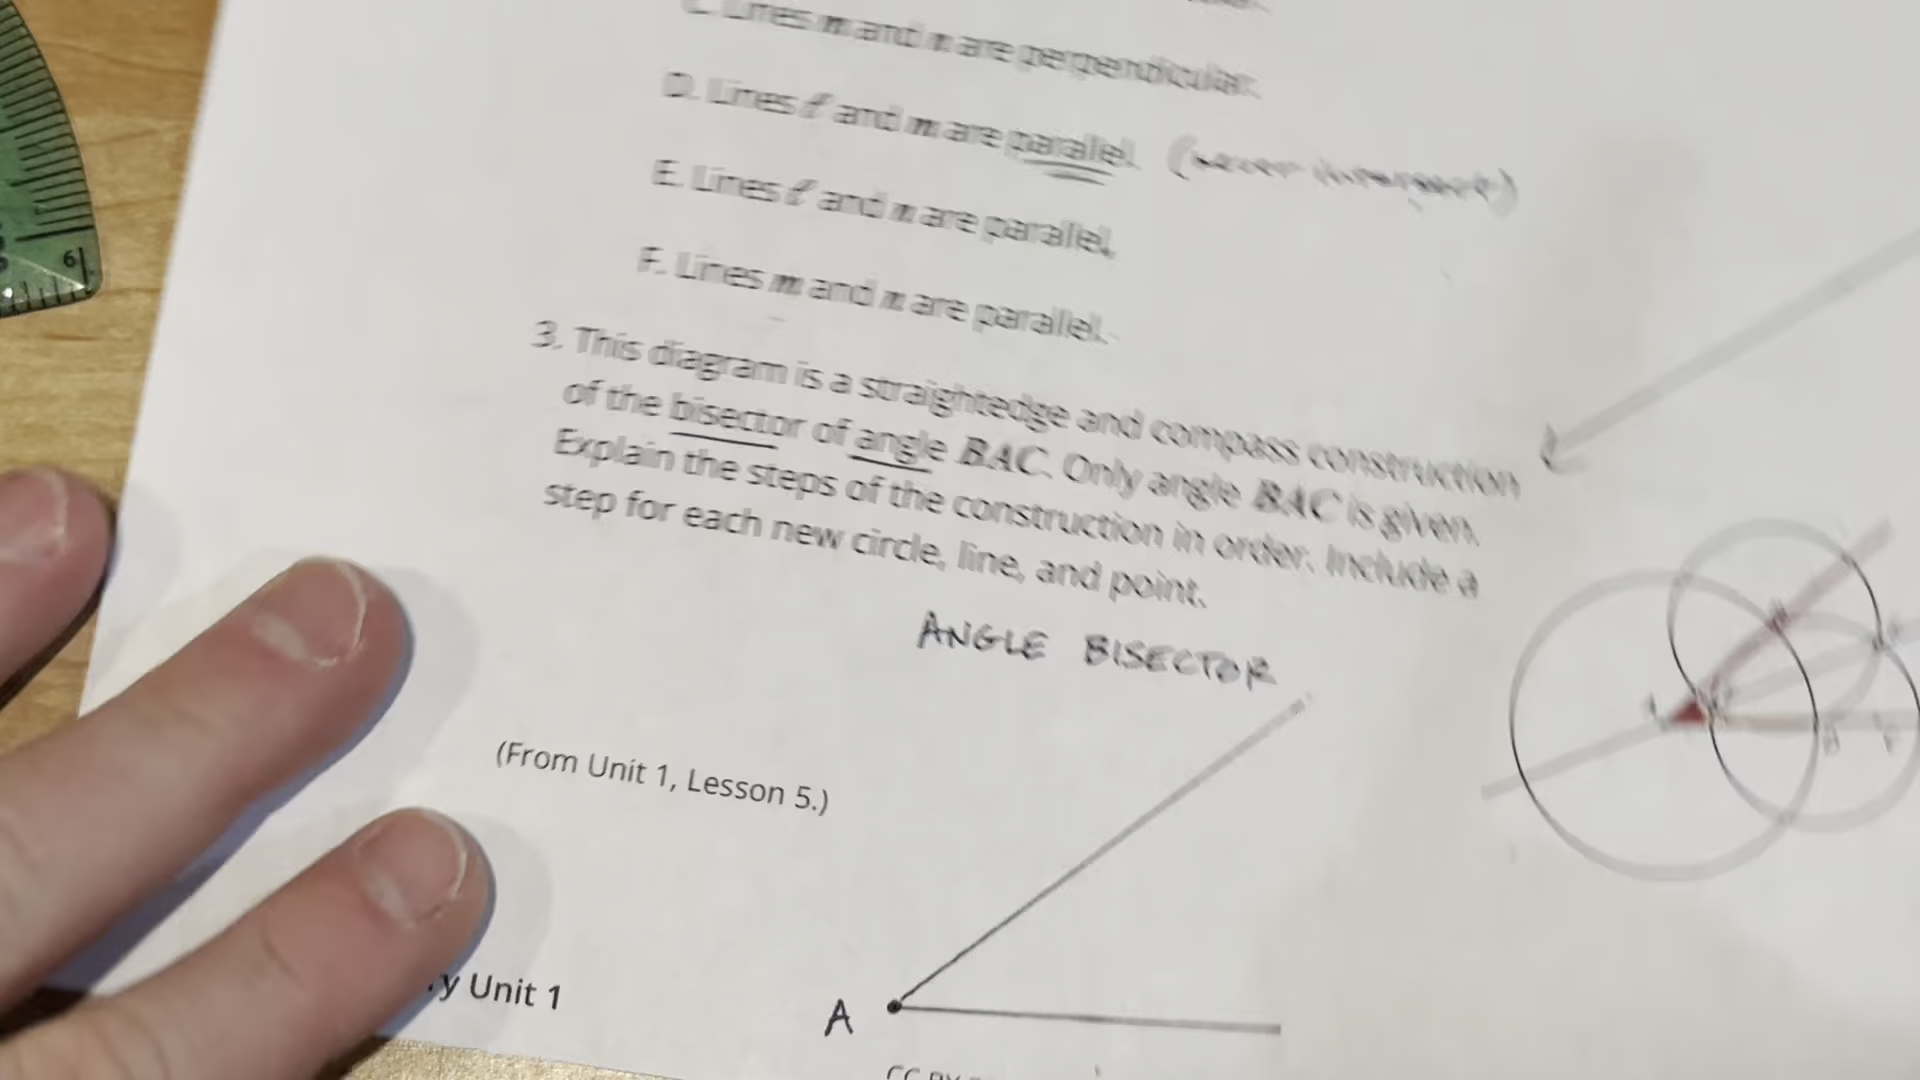 C. Lines m and n are perpendicular.
D. Lines ℓ and m are parallel. (never
E. Lines ℓ and n are parallel.
F. Lines m and n are parallel.
3. This diagram is a straightedge and compass construction
of the bisector of angle BAC. Only angle BAC is given.
Explain the steps of the construction in order. Include a
step for each new circle, line, and point.
ANGLE BISECTOR
(From Unit 1, Lesson 5.)
A
y Unit 1
CC BY
6